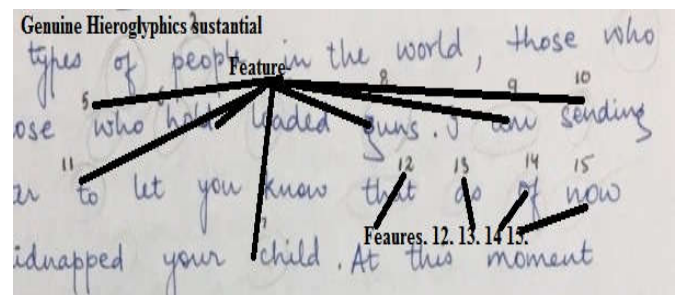 Genuine Hieroglyphics sustantial
types of people in the world, those who
Feature
5 6 8 9 10
ose who hold loaded guns. I am sending
11 12 13 14 15
to let you know that as of now
Feaures. 12. 13. 14 15.
idnapped your child. At this moment